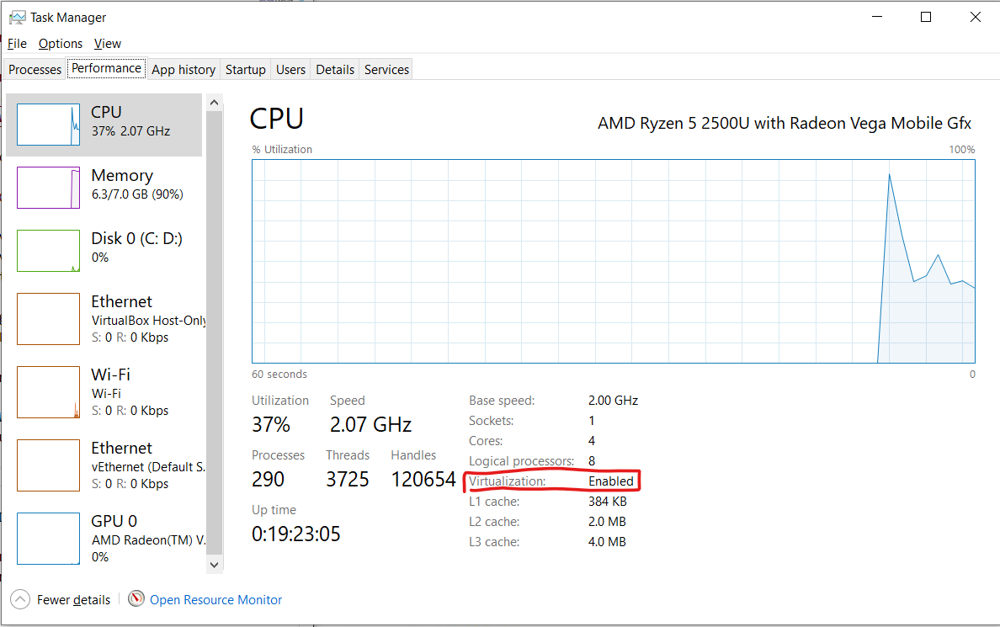 Task Manager
File Options View
Processes Performance App history Startup Users Details Services
CPU
37% 2.07 GHz
Memory
6.3/7.0 GB (90%)
Disk 0 (C: D:)
0%
Ethernet
VirtualBox Host-Only
S: 0 R: 0 Kbps
Wi-Fi
Wi-Fi
S: 0 R: 0 Kbps
Ethernet
vEthernet (Default S.
S: 0 R: 0 Kbps
GPU 0
AMD Radeon(TM) V.
0%
CPU AMD Ryzen 5 2500U with Radeon Vega Mobile Gfx
% Utilization 100%
60 seconds 0
Utilization Speed
37% 2.07 GHz
Processes Threads Handles
290 3725 120654
Up time
0:19:23:05
Base speed: 2.00 GHz
Sockets: 1
Cores: 4
Logical processors: 8
Virtualization: Enabled
L1 cache: 384 KB
L2 cache: 2.0 MB
L3 cache: 4.0 MB
Fewer details Open Resource Monitor